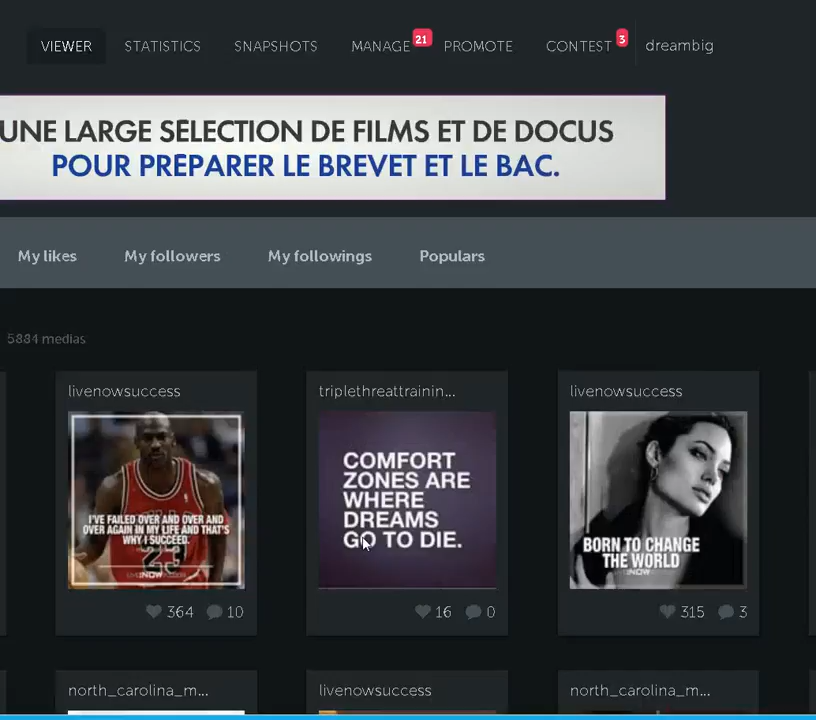 VIEWER STATISTICS SNAPSHOTS MANAGE 21 PROMOTE CONTEST 3 dreambig
UNE LARGE SÉLECTION DE FILMS ET DE DOCUS
POUR PRÉPARER LE BREVET ET LE BAC.
My likes My followers My followings Populars
5884 medias
livenowsuccess
I'VE FAILED OVER AND OVER AND
OVER AGAIN IN MY LIFE AND THAT'S
WHY I SUCCEED.
23
364 10
triplethreattrainin...
COMFORT
ZONES ARE
WHERE
DREAMS
GO TO DIE.
16 0
livenowsuccess
BORN TO CHANGE
THE WORLD
315 3
north_carolina_m... livenowsuccess north_carolina_m...